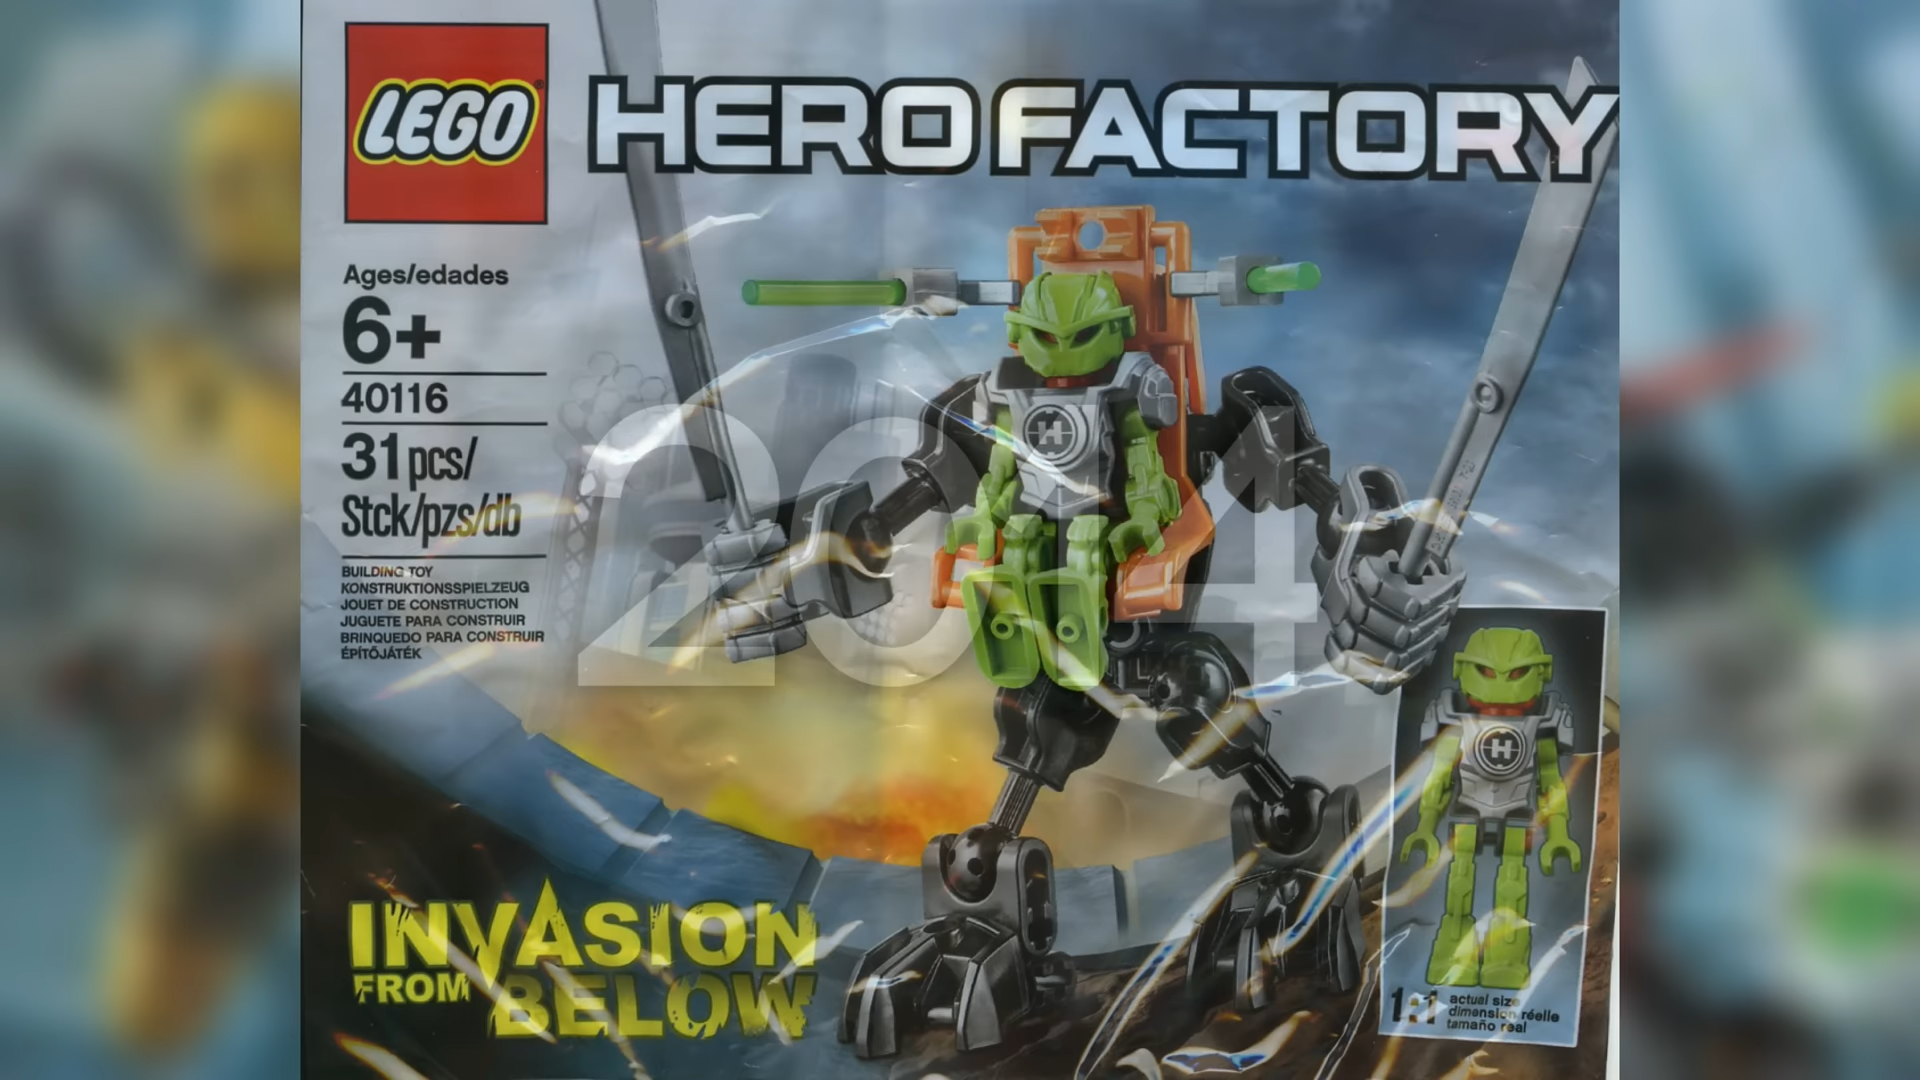 LEGO®
HERO FACTORY
Ages/edades
6+
40116
31 pcs/
Stck/pzs/db
BUILDING TOY
KONSTRUKTIONSSPIELZEUG
JOUET DE CONSTRUCTION
JUGUETE PARA CONSTRUIR
BRINQUEDO PARA CONSTRUIR
ÉPÍTŐJÁTÉK
2014
H
H
INVASION
FROM BELOW
1:1 actual size
dimension réelle
tamaño real